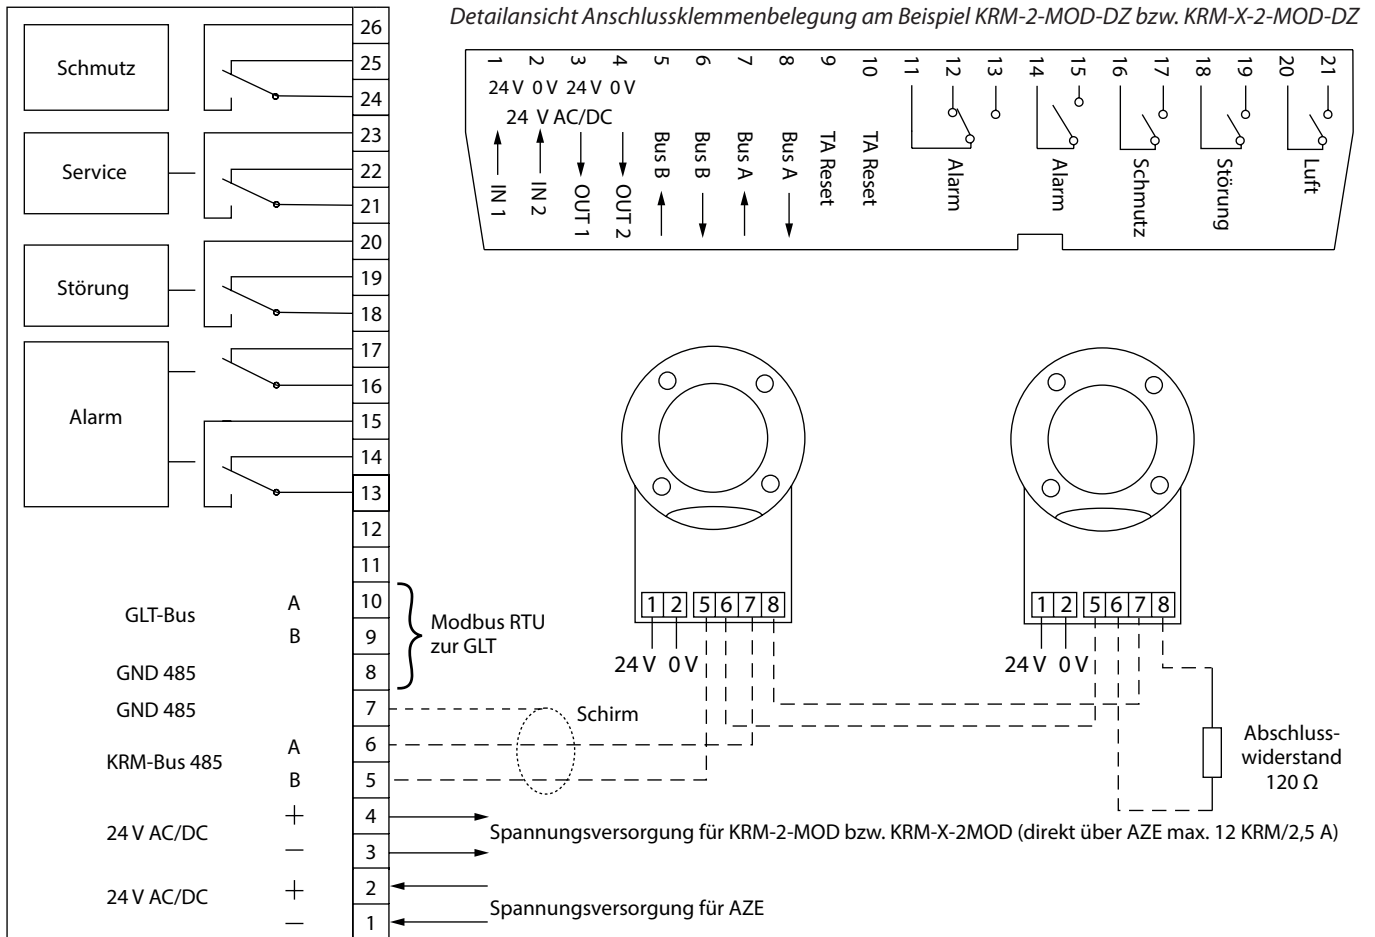 Detailansicht Anschlussklemmenbelegung am Beispiel KRM-2-MOD-DZ bzw. KRM-X-2-MOD-DZ
1 2 3 4 5 6 7 8 9 10 11 12 13 14 15 16 17 18 19 20 21
24 V 0 V 24 V 0 V
24 V AC/DC
IN 1
IN 2
OUT 1
OUT 2
Bus B
Bus B
Bus A
Bus A
TA Reset
TA Reset
Alarm
Alarm
Schmutz
Störung
Luft
26
Schmutz
25
24
23
Service
22
21
20
Störung
19
18
17
16
Alarm
15
14
13
12
11
GLT-Bus
A
10
B
9
GND 485
8
Modbus RTU
zur GLT
GND 485
7
Schirm
KRM-Bus 485
A
6
B
5
24 V AC/DC
+
4
–
3
Spannungsversorgung für KRM-2-MOD bzw. KRM-X-2MOD (direkt über AZE max. 12 KRM/2,5 A)
24 V AC/DC
+
2
–
1
Spannungsversorgung für AZE
1 2 5 6 7 8
24 V 0 V
1 2 5 6 7 8
24 V 0 V
Abschluss-
widerstand
120 Ω